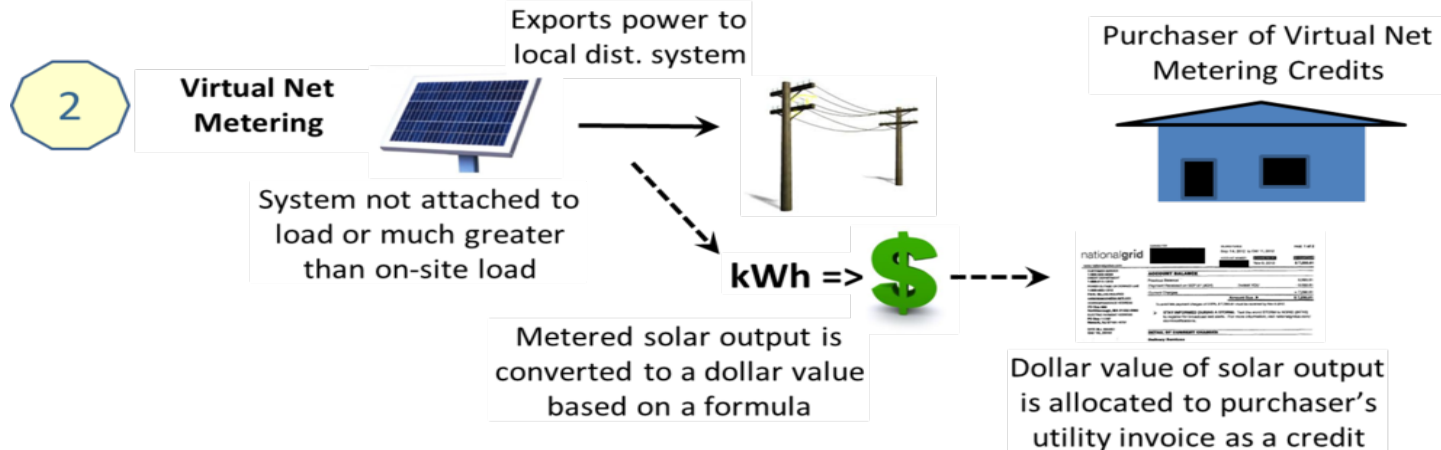 Exports power to
local dist. system
Purchaser of Virtual Net
Metering Credits
2
Virtual Net
Metering
System not attached to
load or much greater
than on-site load
kWh => $
nationalgrid
ACCOUNT BALANCE
Metered solar output is
converted to a dollar value
based on a formula
Dollar value of solar output
is allocated to purchaser's
utility invoice as a credit